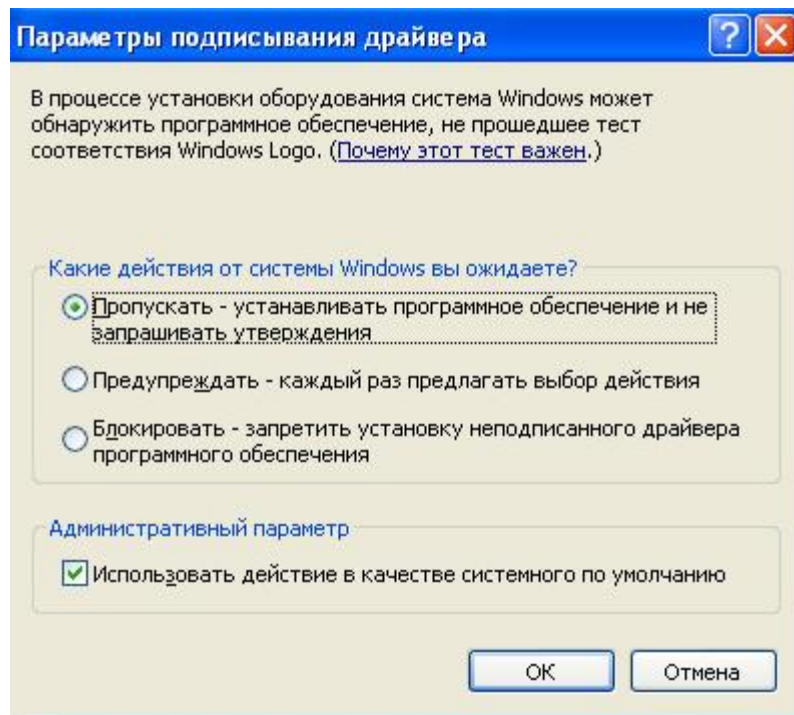 Параметры подписывания драйвера
В процессе установки оборудования система Windows может
обнаружить программное обеспечение, не прошедшее тест
соответствия Windows Logo. (Почему этот тест важен.)
Какие действия от системы Windows вы ожидаете?
Пропускать - устанавливать программное обеспечение и не
запрашивать утверждения
Предупреждать - каждый раз предлагать выбор действия
Блокировать - запретить установку неподписанного драйвера
программного обеспечения
Административный параметр
Использовать действие в качестве системного по умолчанию
ОК
Отмена